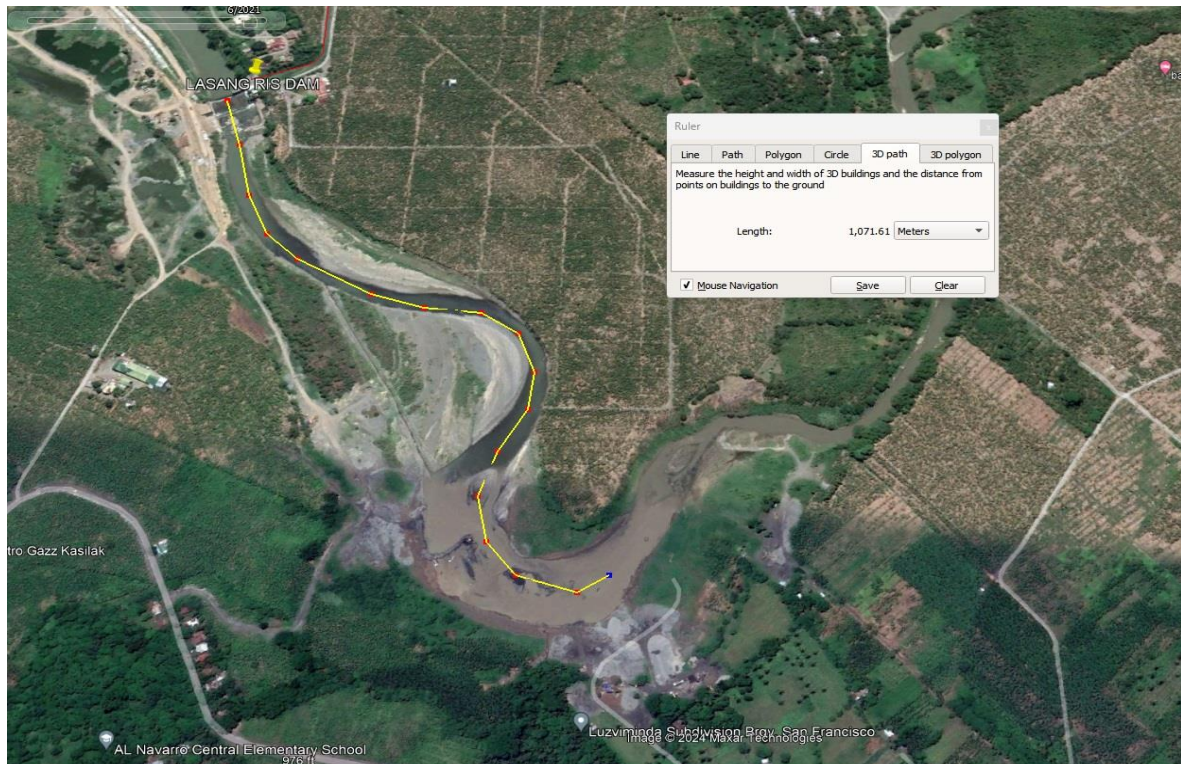 6/2021
LASANG RIS DAM
ba
Ruler
Line Path Polygon Circle 3D path 3D polygon
Measure the height and width of 3D buildings and the distance from
points on buildings to the ground
Length: 1,071.61 Meters
Mouse Navigation Save Clear
tro Gazz Kasilak
Luzviminda Subdivision Brgy. San Francisco
Image © 2024 Maxar Technologies
AL Navarro Central Elementary School
976 ft